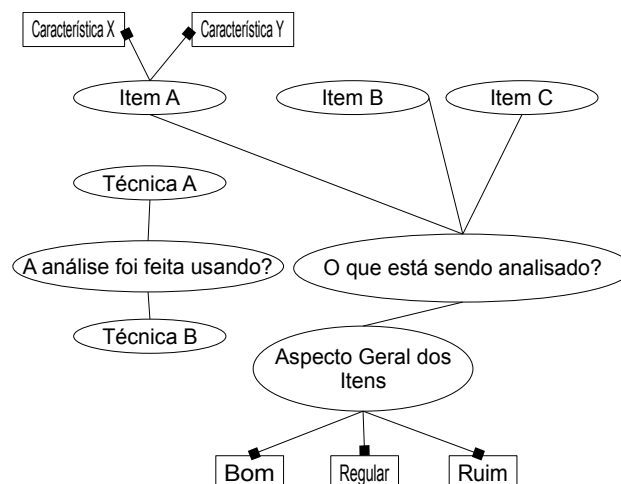 Característica X
Característica Y
Item A
Item B
Item C
Técnica A
A análise foi feita usando?
O que está sendo analisado?
Técnica B
Aspecto Geral dos
Itens
Bom
Regular
Ruim